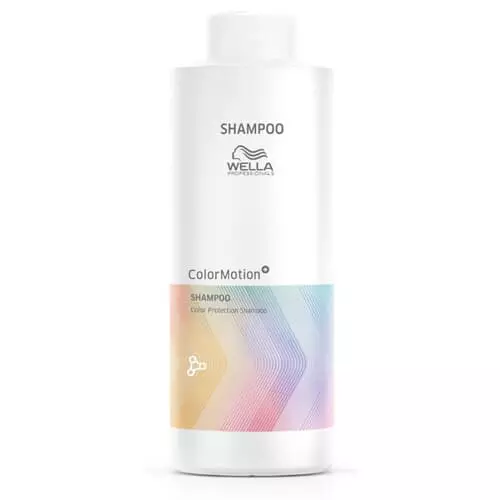 SHAMPOO
WELLA
PROFESSIONALS
ColorMotion+
SHAMPOO
Color Protection Shampoo